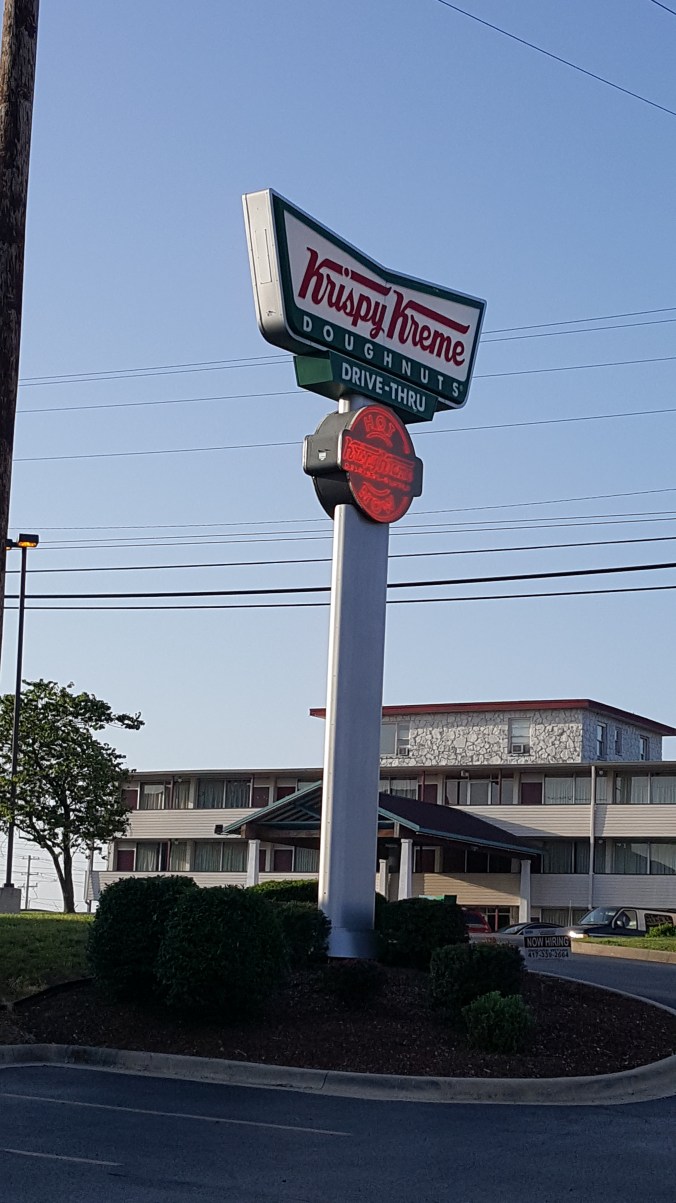 Krispy Kreme
DOUGHNUTS
DRIVE-THRU
HOT
Krispy Kreme
NOW HIRING